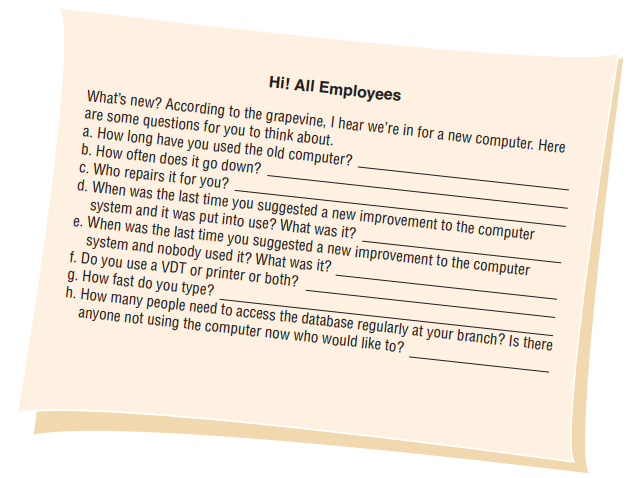 Hi! All Employees
What's new? According to the grapevine, I hear we're in for a new computer. Here
are some questions for you to think about.
a. How long have you used the old computer?
b. How often does it go down?
c. Who repairs it for you?
d. When was the last time you suggested a new improvement to the computer
system and it was put into use? What was it?
e. When was the last time you suggested a new improvement to the computer
system and nobody used it? What was it?
f. Do you use a VDT or printer or both?
g. How fast do you type?
h. How many people need to access the database regularly at your branch? Is there
anyone not using the computer now who would like to?